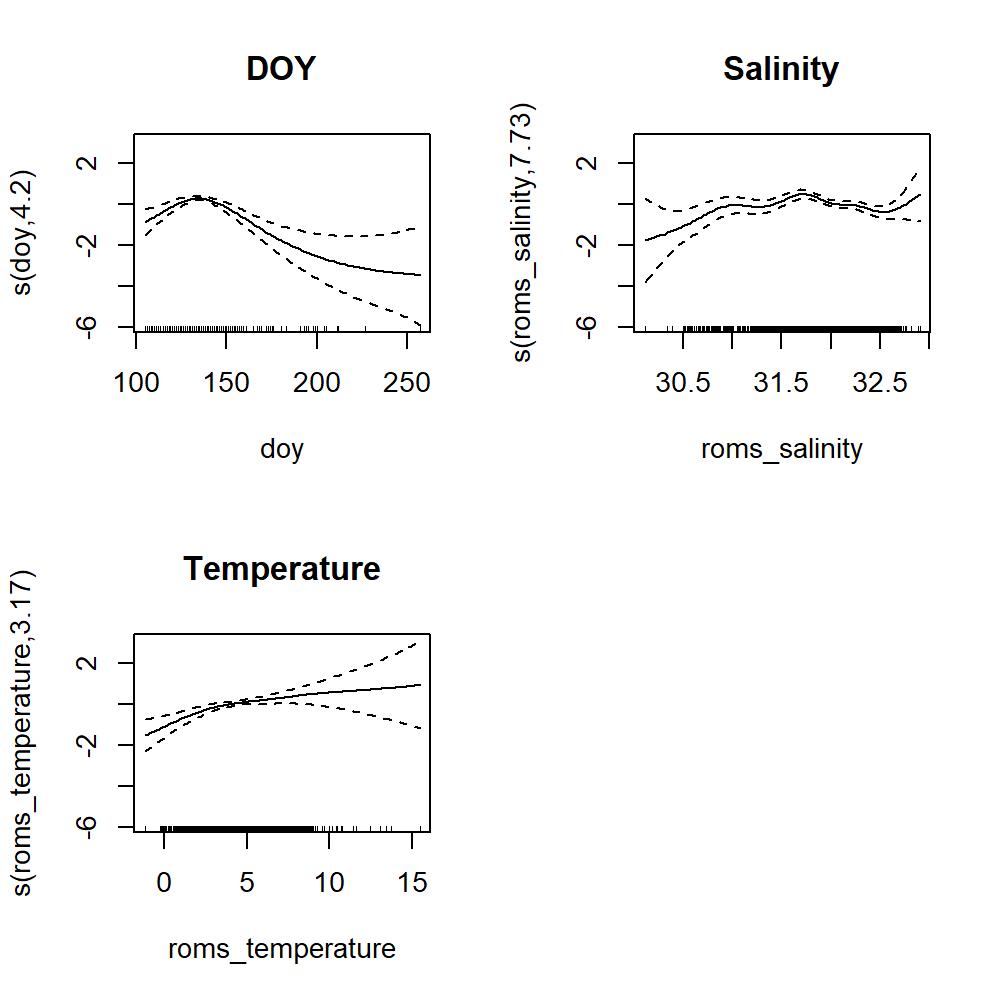 DOY
s(doy,4.2)
2
-2
-6
100 150 200 250
doy
Salinity
s(roms_salinity,7.73)
2
-2
-6
30.5 31.5 32.5
roms_salinity
Temperature
s(roms_temperature,3.17)
2
-2
-6
0 5 10 15
roms_temperature